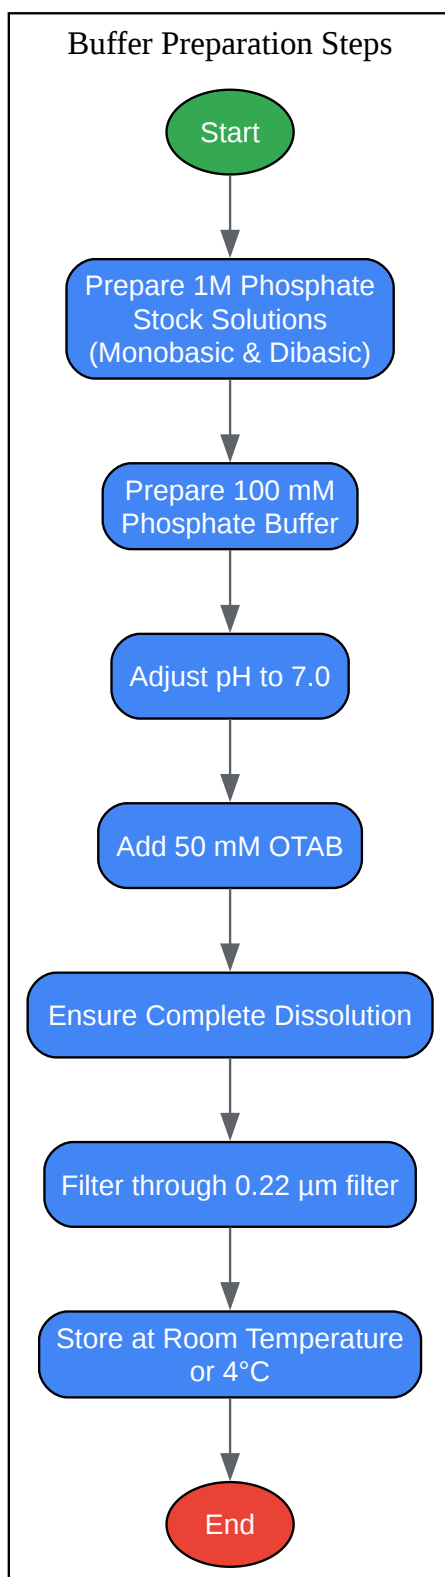 Buffer Preparation Steps
Start
Prepare 1M Phosphate
Stock Solutions
(Monobasic & Dibasic)
Prepare 100 mM
Phosphate Buffer
Adjust pH to 7.0
Add 50 mM OTAB
Ensure Complete Dissolution
Filter through 0.22 µm filter
Store at Room Temperature
or 4°C
End